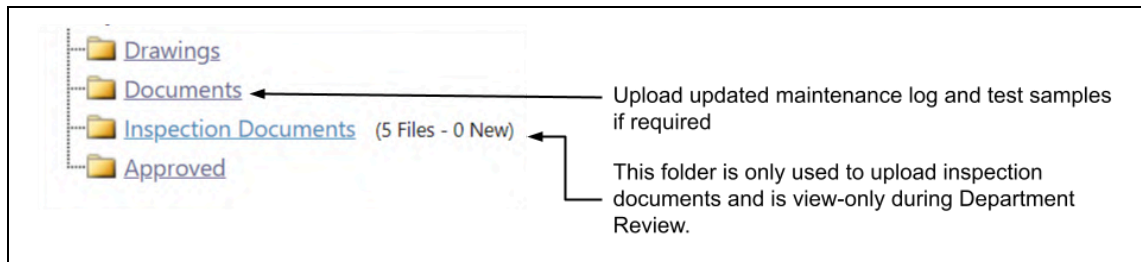 Drawings
Documents
Inspection Documents (5 Files - 0 New)
Approved
Upload updated maintenance log and test samples
if required
This folder is only used to upload inspection
documents and is view-only during Department
Review.